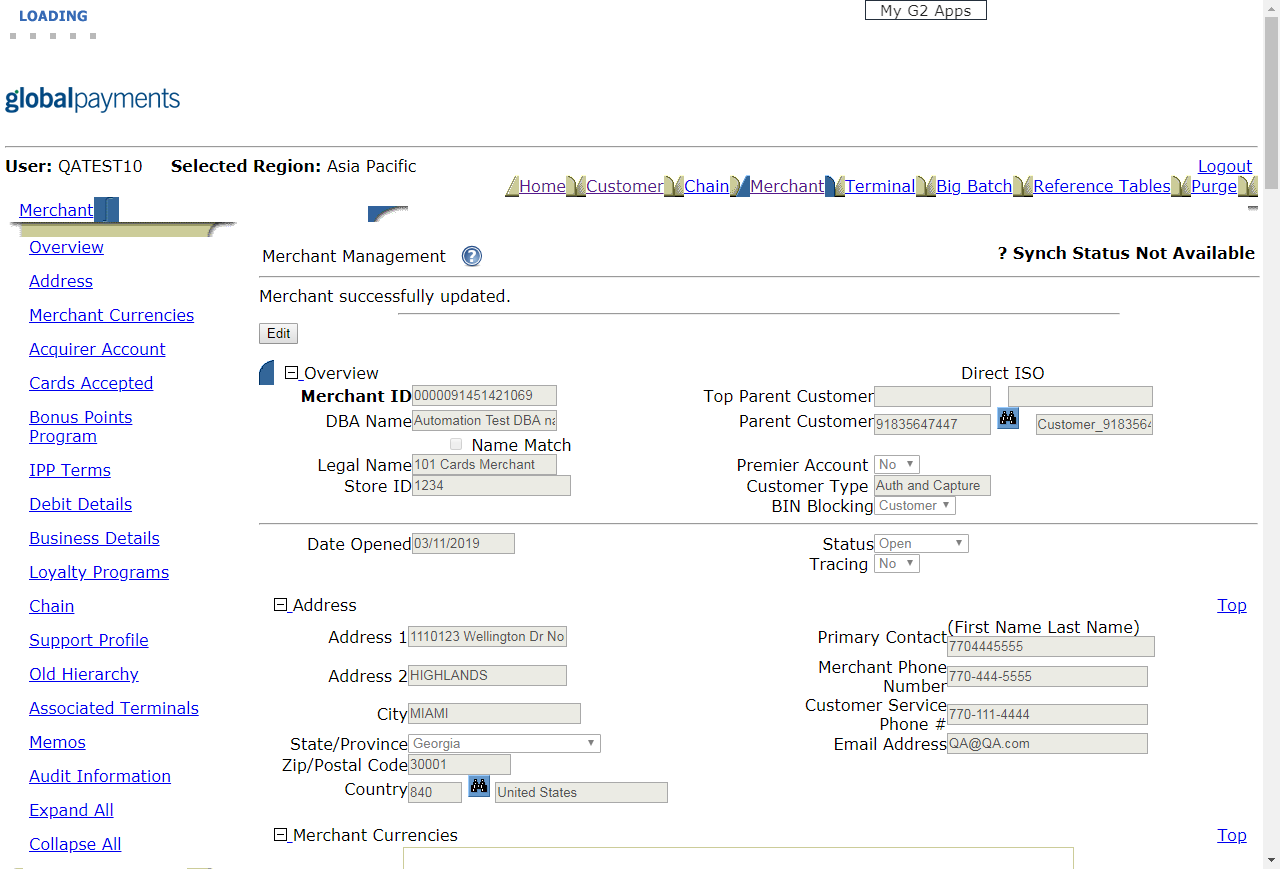 LOADING
My G2 Apps
globalpayments
User: QATEST10 Selected Region: Asia Pacific
Logout
Home Customer Chain Merchant Terminal Big Batch Reference Tables Purge
Merchant
Overview
Address
Merchant Currencies
Acquirer Account
Cards Accepted
Bonus Points
Program
IPP Terms
Debit Details
Business Details
Loyalty Programs
Chain
Support Profile
Old Hierarchy
Associated Terminals
Memos
Audit Information
Expand All
Collapse All
Merchant Management ?
? Synch Status Not Available
Merchant successfully updated.
Edit
Overview
Direct ISO
Merchant ID 0000091451421069
Top Parent Customer
DBA Name Automation Test DBA na
Parent Customer 91835647447 Customer_9183564
Name Match
Legal Name 101 Cards Merchant
Premier Account No
Store ID 1234
Customer Type Auth and Capture
BIN Blocking Customer
Date Opened 03/11/2019
Status Open
Tracing No
Address
Top
(First Name Last Name)
Address 1 1110123 Wellington Dr No
Primary Contact 7704445555
Address 2 HIGHLANDS
Merchant Phone
Number 770-444-5555
City MIAMI
Customer Service
Phone # 770-111-4444
State/Province Georgia
Email Address QA@QA.com
Zip/Postal Code 30001
Country 840 United States
Merchant Currencies
Top